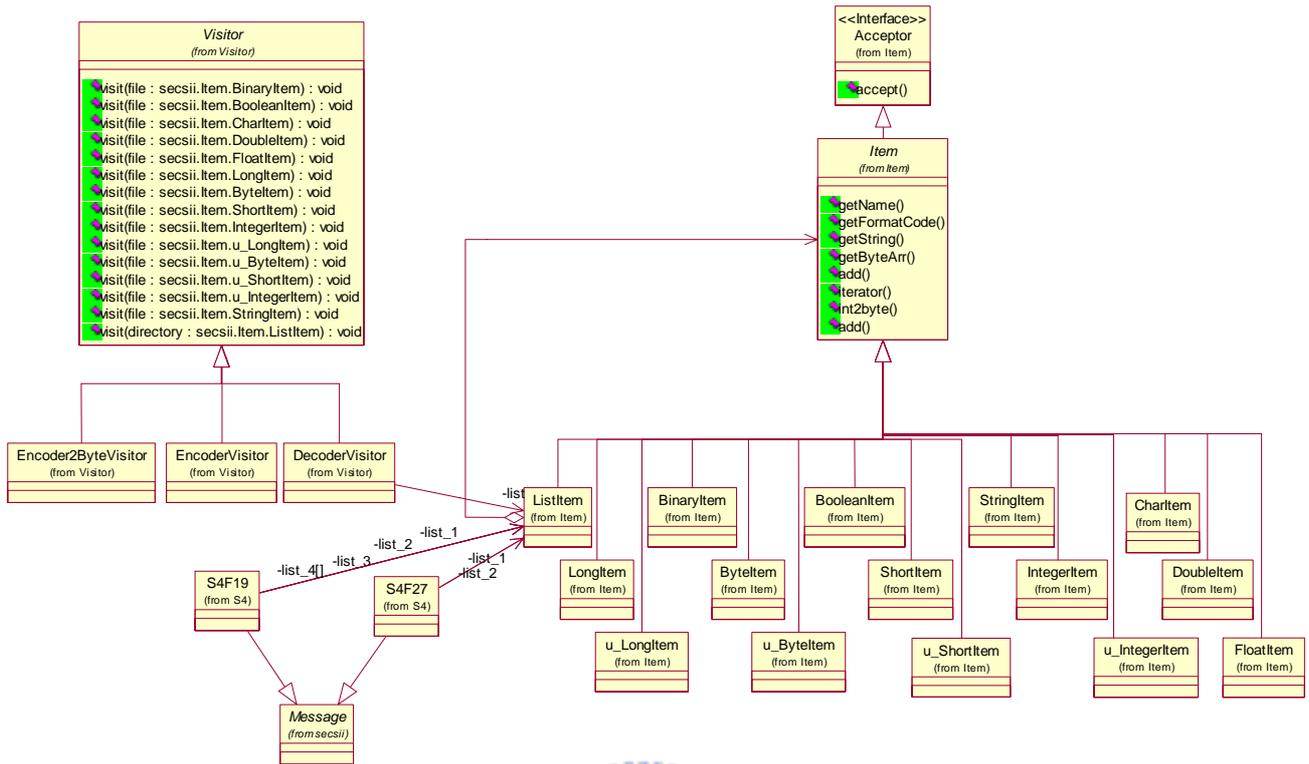 Visitor
(from Visitor)
visit(file : secsii.Item.BinaryItem) : void
visit(file : secsii.Item.BooleanItem) : void
visit(file : secsii.Item.CharItem) : void
visit(file : secsii.Item.DoubleItem) : void
visit(file : secsii.Item.FloatItem) : void
visit(file : secsii.Item.LongItem) : void
visit(file : secsii.Item.ByteItem) : void
visit(file : secsii.Item.ShortItem) : void
visit(file : secsii.Item.IntegerItem) : void
visit(file : secsii.Item.u_LongItem) : void
visit(file : secsii.Item.u_ByteItem) : void
visit(file : secsii.Item.u_ShortItem) : void
visit(file : secsii.Item.u_IntegerItem) : void
visit(file : secsii.Item.StringItem) : void
visit(directory : secsii.Item.ListItem) : void
<<Interface>>
Acceptor
(from Item)
accept()
Item
(from Item)
getName()
getFormatCode()
getString()
getByteArr()
add()
iterator()
int2byte()
add()
Encoder2ByteVisitor
(from Visitor)
EncoderVisitor
(from Visitor)
DecoderVisitor
(from Visitor)
-list
ListItem
(from Item)
BinaryItem
(from Item)
BooleanItem
(from Item)
StringItem
(from Item)
CharItem
(from Item)
-list_1
-list_2
-list_3
-list_4[]
-list_1
-list_2
S4F19
(from S4)
S4F27
(from S4)
LongItem
(from Item)
ByteItem
(from Item)
ShortItem
(from Item)
IntegerItem
(from Item)
DoubleItem
(from Item)
u_LongItem
(from Item)
u_ByteItem
(from Item)
u_ShortItem
(from Item)
u_IntegerItem
(from Item)
FloatItem
(from Item)
Message
(from secsii)